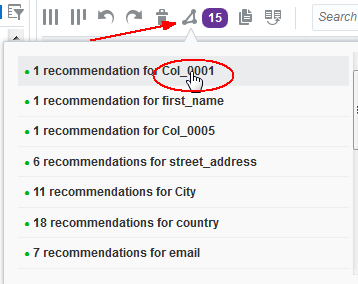 15
Search
1 recommendation for Col_0001
1 recommendation for first_name
1 recommendation for Col_0005
6 recommendations for street_address
11 recommendations for City
18 recommendations for country
7 recommendations for email